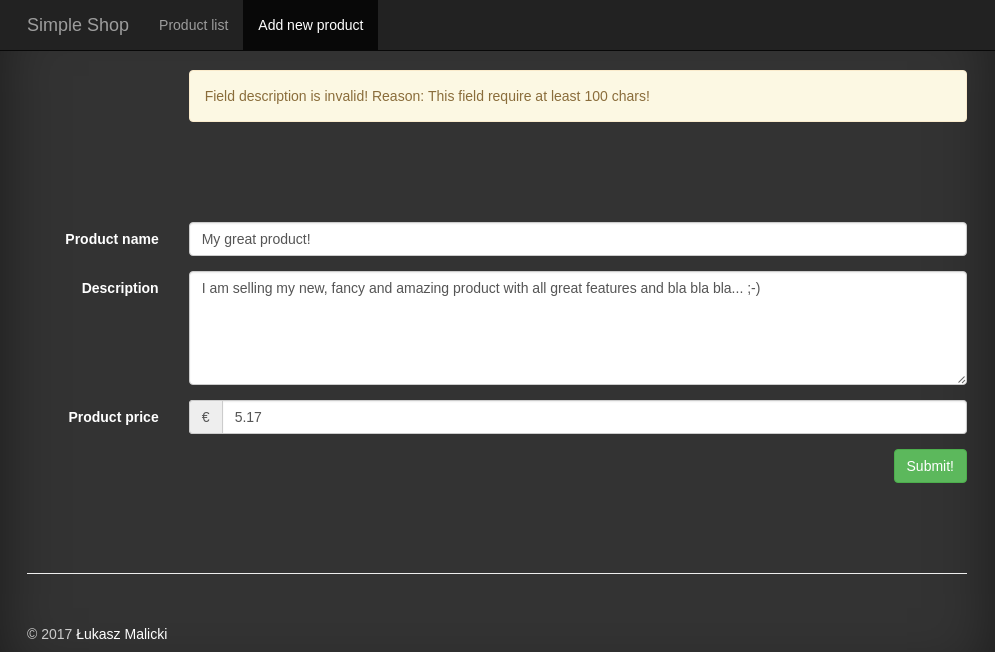 Simple Shop Product list Add new product
Field description is invalid! Reason: This field require at least 100 chars!
Product name My great product!
Description I am selling my new, fancy and amazing product with all great features and bla bla bla... ;-)
Product price € 5.17
Submit!
© 2017 Łukasz Malicki